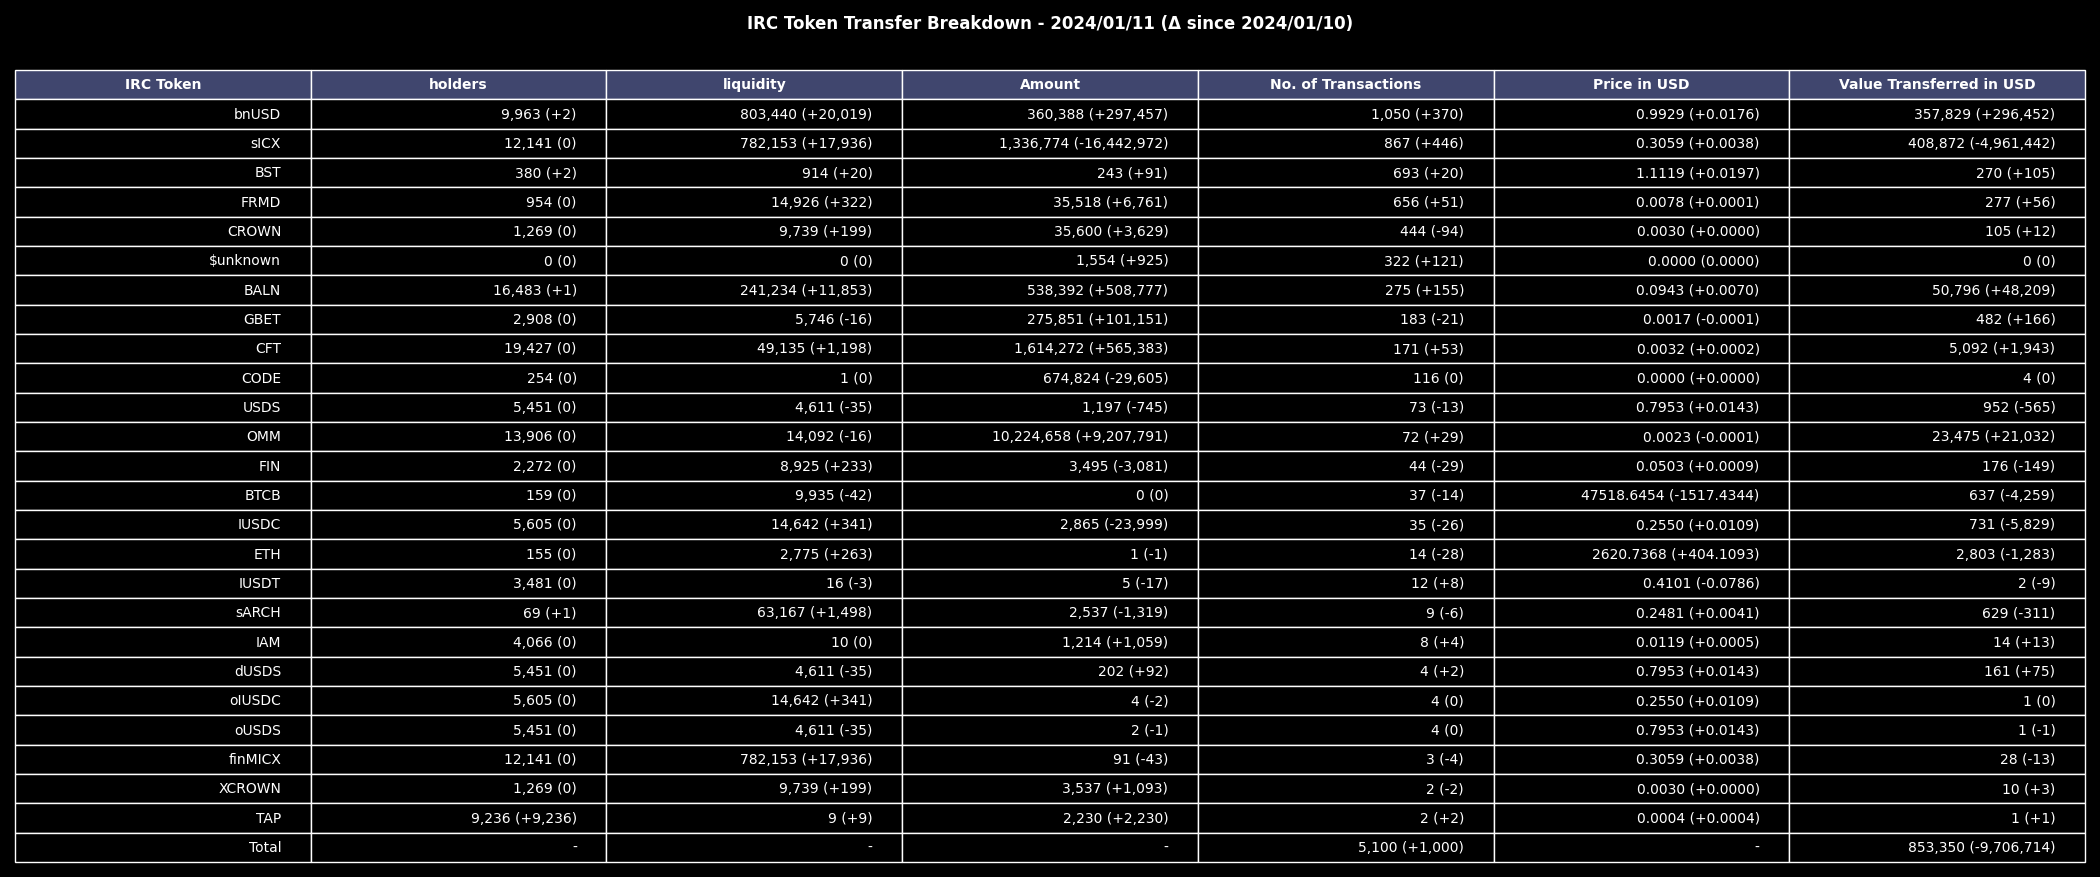 IRC Token Transfer Breakdown - 2024/01/11 (Δ since 2024/01/10)
IRC Token holders liquidity Amount No. of Transactions Price in USD Value Transferred in USD
bnUSD 9,963 (+2) 803,440 (+20,019) 360,388 (+297,457) 1,050 (+370) 0.9929 (+0.0176) 357,829 (+296,452)
sICX 12,141 (0) 782,153 (+17,936) 1,336,774 (-16,442,972) 867 (+446) 0.3059 (+0.0038) 408,872 (-4,961,442)
BST 380 (+2) 914 (+20) 243 (+91) 693 (+20) 1.1119 (+0.0197) 270 (+105)
FRMD 954 (0) 14,926 (+322) 35,518 (+6,761) 656 (+51) 0.0078 (+0.0001) 277 (+56)
CROWN 1,269 (0) 9,739 (+199) 35,600 (+3,629) 444 (-94) 0.0030 (+0.0000) 105 (+12)
$unknown 0 (0) 0 (0) 1,554 (+925) 322 (+121) 0.0000 (0.0000) 0 (0)
BALN 16,483 (+1) 241,234 (+11,853) 538,392 (+508,777) 275 (+155) 0.0943 (+0.0070) 50,796 (+48,209)
GBET 2,908 (0) 5,746 (-16) 275,851 (+101,151) 183 (-21) 0.0017 (-0.0001) 482 (+166)
CFT 19,427 (0) 49,135 (+1,198) 1,614,272 (+565,383) 171 (+53) 0.0032 (+0.0002) 5,092 (+1,943)
CODE 254 (0) 1 (0) 674,824 (-29,605) 116 (0) 0.0000 (+0.0000) 4 (0)
USDS 5,451 (0) 4,611 (-35) 1,197 (-745) 73 (-13) 0.7953 (+0.0143) 952 (-565)
OMM 13,906 (0) 14,092 (-16) 10,224,658 (+9,207,791) 72 (+29) 0.0023 (-0.0001) 23,475 (+21,032)
FIN 2,272 (0) 8,925 (+233) 3,495 (-3,081) 44 (-29) 0.0503 (+0.0009) 176 (-149)
BTCB 159 (0) 9,935 (-42) 0 (0) 37 (-14) 47518.6454 (-1517.4344) 637 (-4,259)
IUSDC 5,605 (0) 14,642 (+341) 2,865 (-23,999) 35 (-26) 0.2550 (+0.0109) 731 (-5,829)
ETH 155 (0) 2,775 (+263) 1 (-1) 14 (-28) 2620.7368 (+404.1093) 2,803 (-1,283)
IUSDT 3,481 (0) 16 (-3) 5 (-17) 12 (+8) 0.4101 (-0.0786) 2 (-9)
sARCH 69 (+1) 63,167 (+1,498) 2,537 (-1,319) 9 (-6) 0.2481 (+0.0041) 629 (-311)
IAM 4,066 (0) 10 (0) 1,214 (+1,059) 8 (+4) 0.0119 (+0.0005) 14 (+13)
dUSDS 5,451 (0) 4,611 (-35) 202 (+92) 4 (+2) 0.7953 (+0.0143) 161 (+75)
oIUSDC 5,605 (0) 14,642 (+341) 4 (-2) 4 (0) 0.2550 (+0.0109) 1 (0)
oUSDS 5,451 (0) 4,611 (-35) 2 (-1) 4 (0) 0.7953 (+0.0143) 1 (-1)
finMICX 12,141 (0) 782,153 (+17,936) 91 (-43) 3 (-4) 0.3059 (+0.0038) 28 (-13)
XCROWN 1,269 (0) 9,739 (+199) 3,537 (+1,093) 2 (-2) 0.0030 (+0.0000) 10 (+3)
TAP 9,236 (+9,236) 9 (+9) 2,230 (+2,230) 2 (+2) 0.0004 (+0.0004) 1 (+1)
Total - - - 5,100 (+1,000) - 853,350 (-9,706,714)